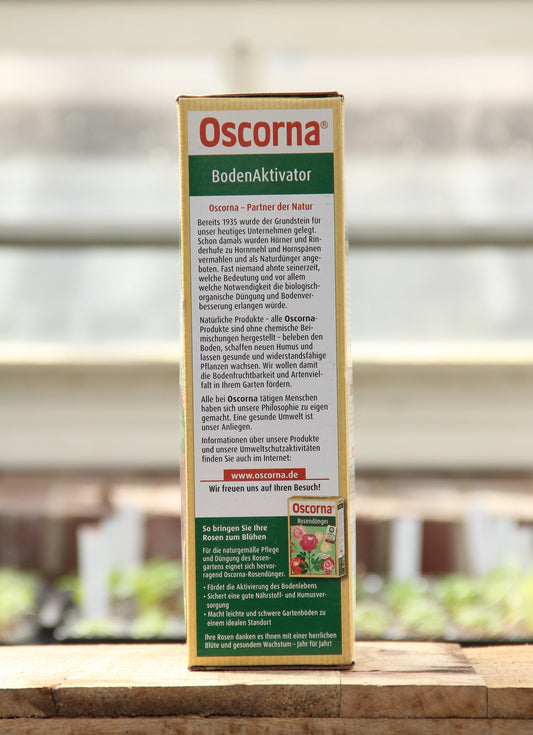 Oscorna®
BodenAktivator
Oscorna – Partner der Natur
Bereits 1935 wurde der Grundstein für
unser heutiges Unternehmen gelegt.
Schon damals wurden Hörner und Rin-
derhufe zu Hornmehl und Hornspänen
vermahlen und als Naturdünger ange-
boten. Fast niemand ahnte seinerzeit,
welche Bedeutung und vor allem
welche Notwendigkeit die biologisch-
organische Düngung und Bodenver-
besserung erlangen würde.
Natürliche Produkte – alle Oscorna-
Produkte sind ohne chemische Bei-
mischungen hergestellt – beleben den
Boden, schaffen neuen Humus und
lassen gesunde und widerstandsfähige
Pflanzen wachsen. Wir wollen damit
die Bodenfruchtbarkeit und Artenviel-
falt in Ihrem Garten fördern.
Alle bei Oscorna tätigen Menschen
haben sich unsere Philosophie zu eigen
gemacht. Eine gesunde Umwelt ist
unser Anliegen.
Informationen über unsere Produkte
und unsere Umweltschutzaktivitäten
finden Sie auch im Internet:
www.oscorna.de
Wir freuen uns auf Ihren Besuch!
So bringen Sie Ihre
Rosen zum Blühen
Für die naturgemäße Pflege
und Düngung des Rosen-
gartens eignet sich hervor-
ragend Oscorna-Rosendünger.
• Fördert die Aktivierung des Bodenlebens
• Sichert eine gute Nährstoff- und Humusver-
sorgung
• Macht leichte und schwere Gartenböden zu
einem idealen Standort
Ihre Rosen danken es Ihnen mit einer herrlichen
Blüte und gesundem Wachstum – Jahr für Jahr!
Oscorna®
Rosendünger